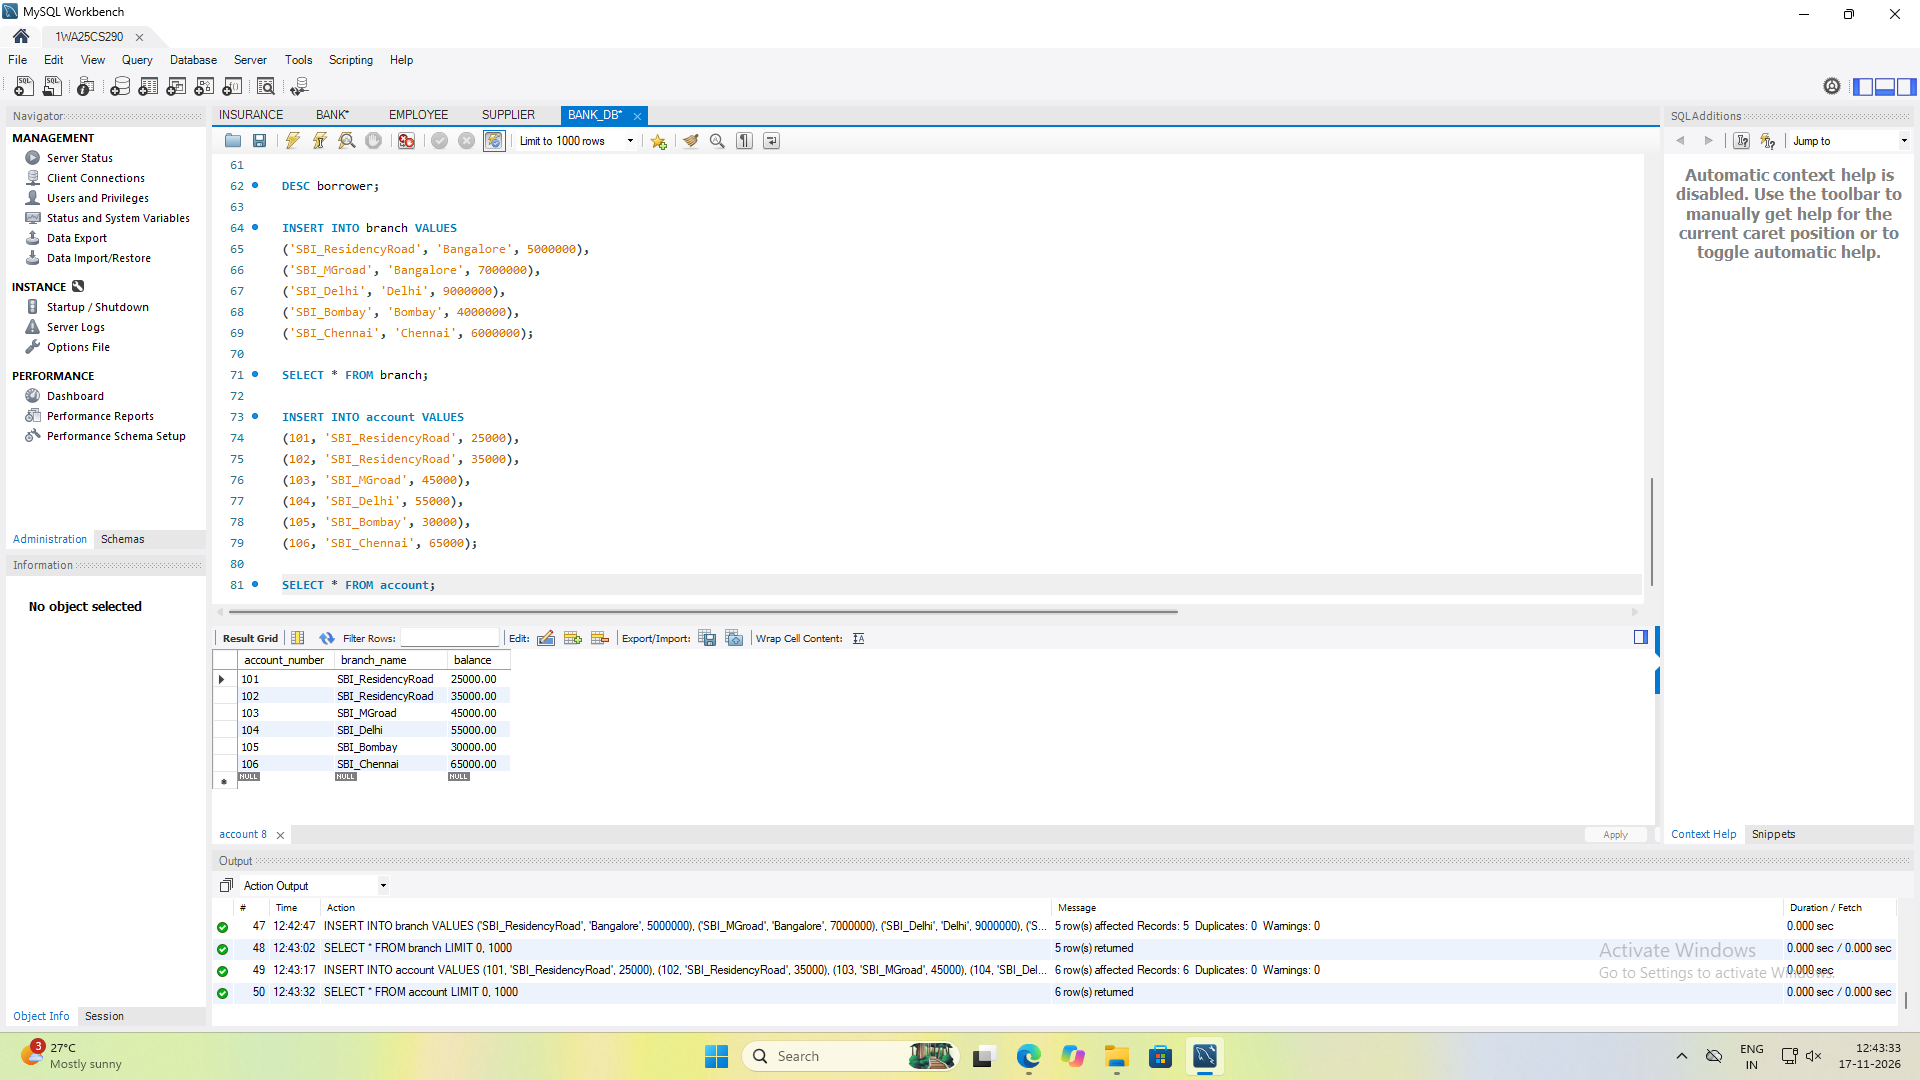 MySQL Workbench
1WA25CS290
File Edit View Query Database Server Tools Scripting Help
Navigator
MANAGEMENT
Server Status
Client Connections
Users and Privileges
Status and System Variables
Data Export
Data Import/Restore
INSTANCE
Startup / Shutdown
Server Logs
Options File
PERFORMANCE
Dashboard
Performance Reports
Performance Schema Setup
Administration Schemas
Information
No object selected
Object Info Session
INSURANCE BANK* EMPLOYEE SUPPLIER BANK_DB*
Limit to 1000 rows
61
62 DESC borrower;
63
64 INSERT INTO branch VALUES
65 ('SBI_ResidencyRoad', 'Bangalore', 5000000),
66 ('SBI_MGroad', 'Bangalore', 7000000),
67 ('SBI_Delhi', 'Delhi', 9000000),
68 ('SBI_Bombay', 'Bombay', 4000000),
69 ('SBI_Chennai', 'Chennai', 6000000);
70
71 SELECT * FROM branch;
72
73 INSERT INTO account VALUES
74 (101, 'SBI_ResidencyRoad', 25000),
75 (102, 'SBI_ResidencyRoad', 35000),
76 (103, 'SBI_MGroad', 45000),
77 (104, 'SBI_Delhi', 55000),
78 (105, 'SBI_Bombay', 30000),
79 (106, 'SBI_Chennai', 65000);
80
81 SELECT * FROM account;
Result Grid Filter Rows: Edit: Export/Import: Wrap Cell Content:
account_number branch_name balance
101 SBI_ResidencyRoad 25000.00
102 SBI_ResidencyRoad 35000.00
103 SBI_MGroad 45000.00
104 SBI_Delhi 55000.00
105 SBI_Bombay 30000.00
106 SBI_Chennai 65000.00
NULL NULL NULL
account 8
Apply
SQLAdditions
Jump to
Automatic context help is
disabled. Use the toolbar to
manually get help for the
current caret position or to
toggle automatic help.
Context Help Snippets
Output
Action Output
# Time Action Message Duration / Fetch
47 12:42:47 INSERT INTO branch VALUES ('SBI_ResidencyRoad', 'Bangalore', 5000000), ('SBI_MGroad', 'Bangalore', 7000000), ('SBI_Delhi', 'Delhi', 9000000), ('S... 5 row(s) affected Records: 5 Duplicates: 0 Warnings: 0 0.000 sec
48 12:43:02 SELECT * FROM branch LIMIT 0, 1000 5 row(s) returned 0.000 sec / 0.000 sec
49 12:43:17 INSERT INTO account VALUES (101, 'SBI_ResidencyRoad', 25000), (102, 'SBI_ResidencyRoad', 35000), (103, 'SBI_MGroad', 45000), (104, 'SBI_Del... 6 row(s) affected Records: 6 Duplicates: 0 Warnings: 0 0.000 sec
50 12:43:32 SELECT * FROM account LIMIT 0, 1000 6 row(s) returned 0.000 sec / 0.000 sec
Activate Windows
Go to Settings to activate Windows.
3
27°C
Mostly sunny
Search
ENG
IN
12:43:33
17-11-2026